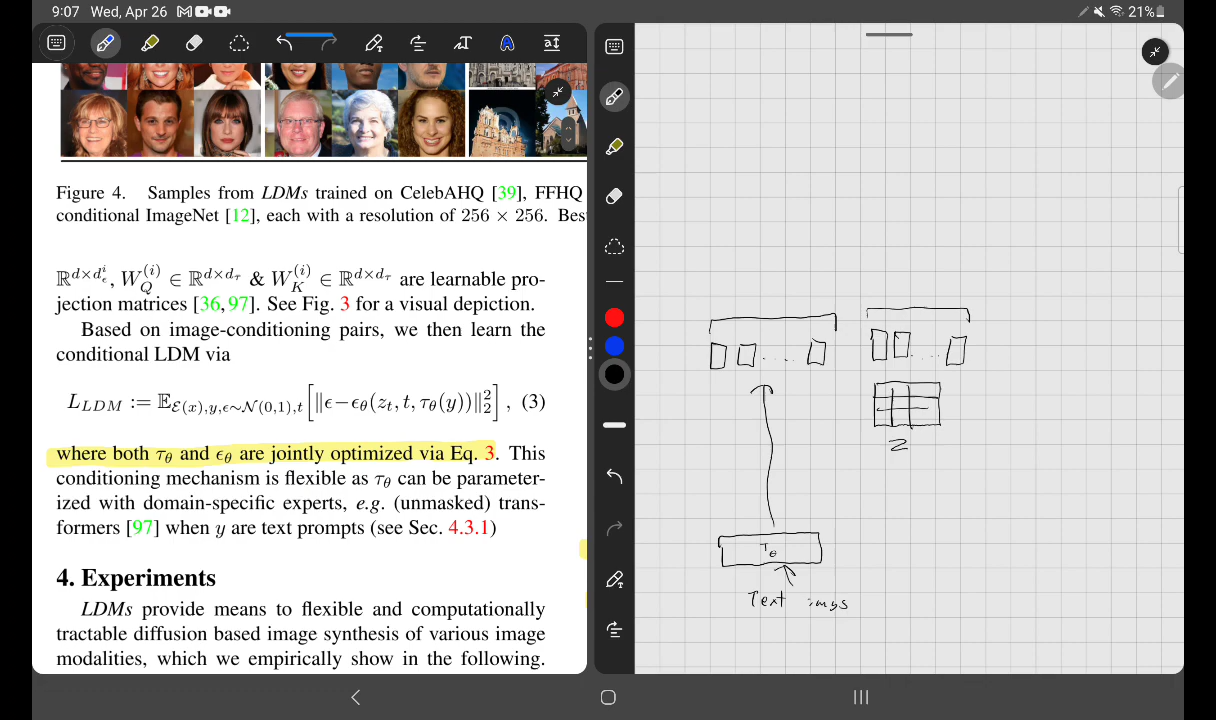 9:07 Wed, Apr 26
21%
Figure 4. Samples from LDMs trained on CelebAHQ [39], FFHQ
conditional ImageNet [12], each with a resolution of 256 × 256. Bes
ℝ^{d×d_ϵ^i}, W_Q^{(i)} ∈ ℝ^{d×d_τ} & W_K^{(i)} ∈ ℝ^{d×d_τ} are learnable pro-
jection matrices [36,97]. See Fig. 3 for a visual depiction.
Based on image-conditioning pairs, we then learn the
conditional LDM via
L_{LDM} := 𝔼_{ℰ(x),y,ϵ∼𝒩(0,1),t}[‖ϵ−ϵ_θ(z_t,t,τ_θ(y))‖_2^2], (3)
where both τ_θ and ϵ_θ are jointly optimized via Eq. 3. This
conditioning mechanism is flexible as τ_θ can be parameter-
ized with domain-specific experts, e.g. (unmasked) trans-
formers [97] when y are text prompts (see Sec. 4.3.1)
4. Experiments
LDMs provide means to flexible and computationally
tractable diffusion based image synthesis of various image
modalities, which we empirically show in the following.
Z
T_θ
Text imgs